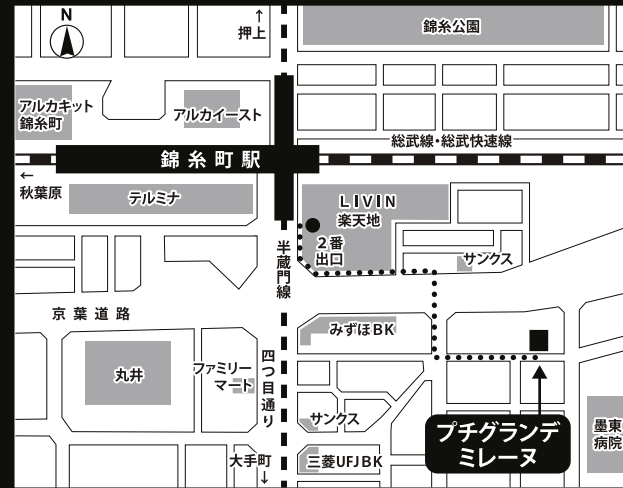 N
↑
押上
錦糸公園
アルカキット
錦糸町
アルカイースト
総武線・総武快速線
錦糸町駅
←
秋葉原
テルミナ
LIVIN
楽天地
2番
出口
サンクス
半蔵門線
京葉道路
みずほBK
丸井
ファミリー
マート
四つ目通り
サンクス
プチグランデ
ミレーヌ
墨東
病院
大手町
↓
三菱UFJBK